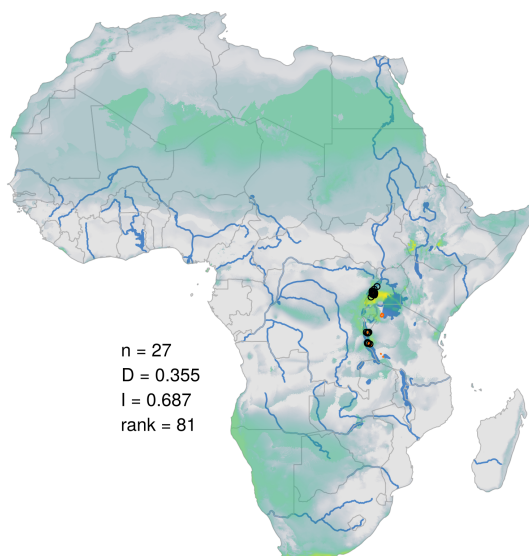 n = 27
D = 0.355
I = 0.687
rank = 81